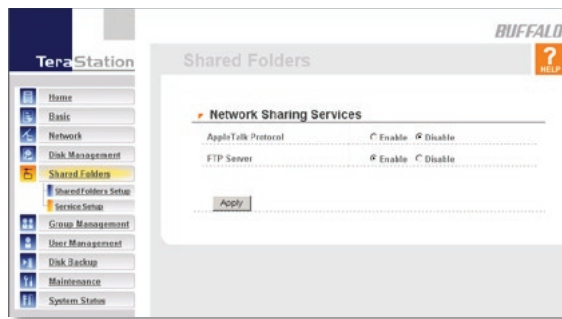 BUFFALO
TeraStation
Shared Folders
?
HELP
Home
Basic
Network
Disk Management
Shared Folders
Shared Folders Setup
Service Setup
Group Management
User Management
Disk Backup
Maintenance
System Status
Network Sharing Services
AppleTalk Protocol Enable Disable
FTP Server Enable Disable
Apply